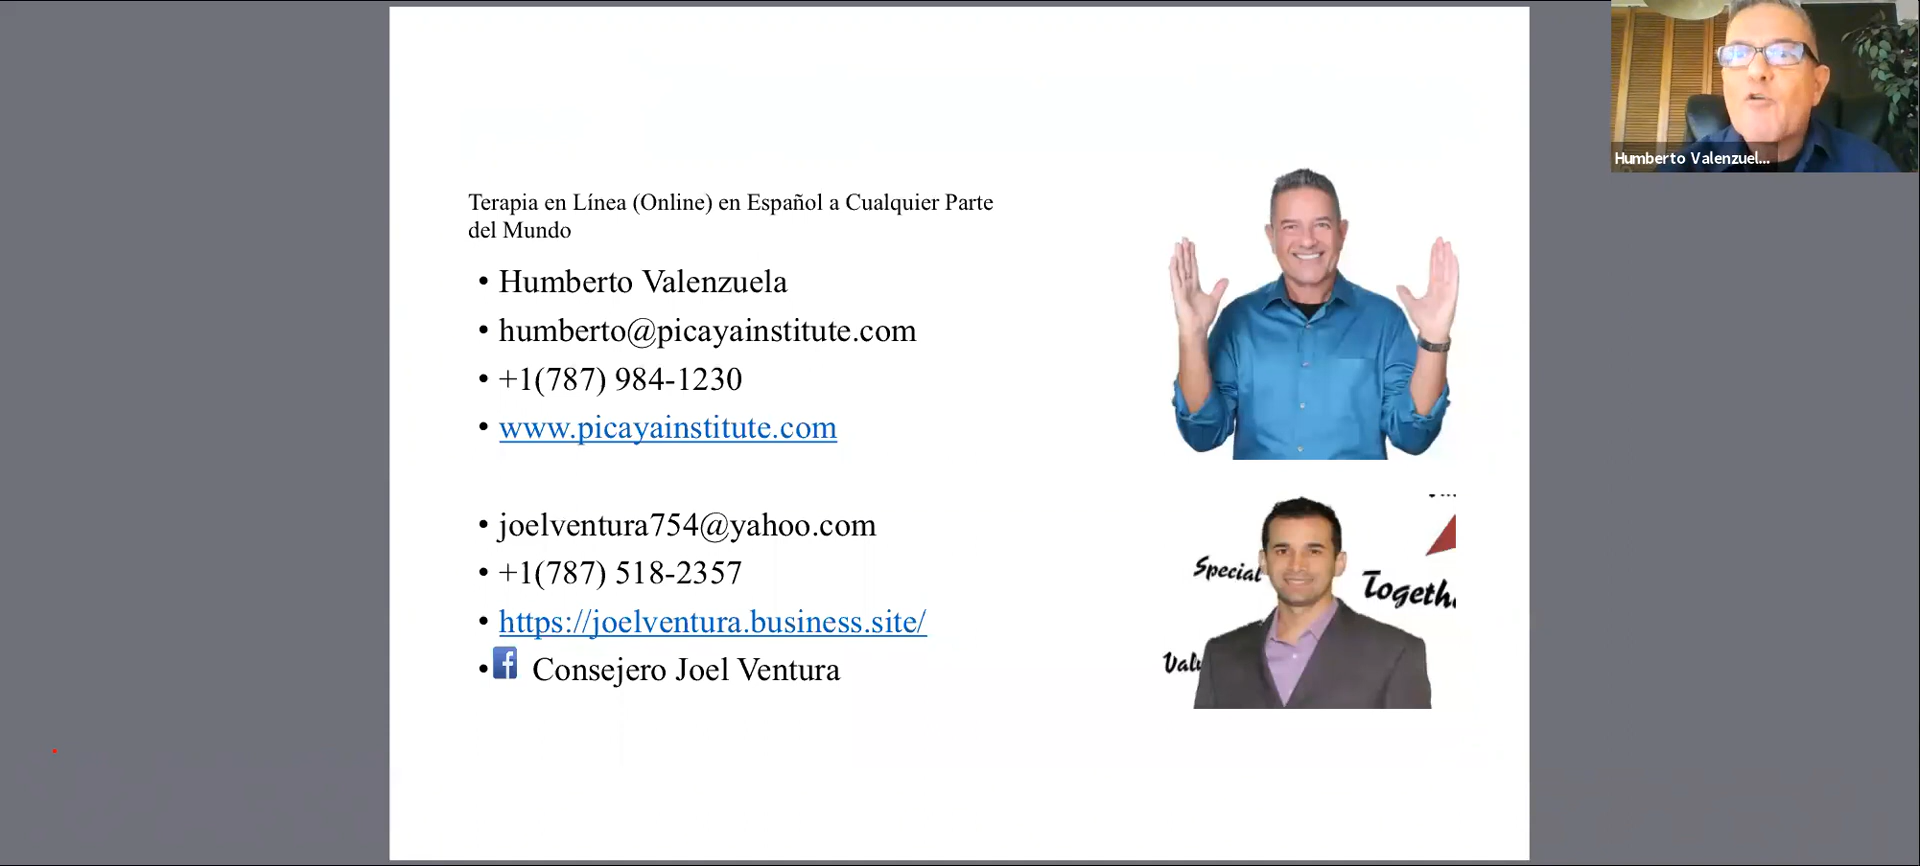 Humberto Valenzuel...
Terapia en Línea (Online) en Español a Cualquier Parte
del Mundo
• Humberto Valenzuela
• humberto@picayainstitute.com
• +1(787) 984-1230
• www.picayainstitute.com
• joelventura754@yahoo.com
• +1(787) 518-2357
• https://joelventura.business.site/
• Consejero Joel Ventura
Special
Togeth
Valu